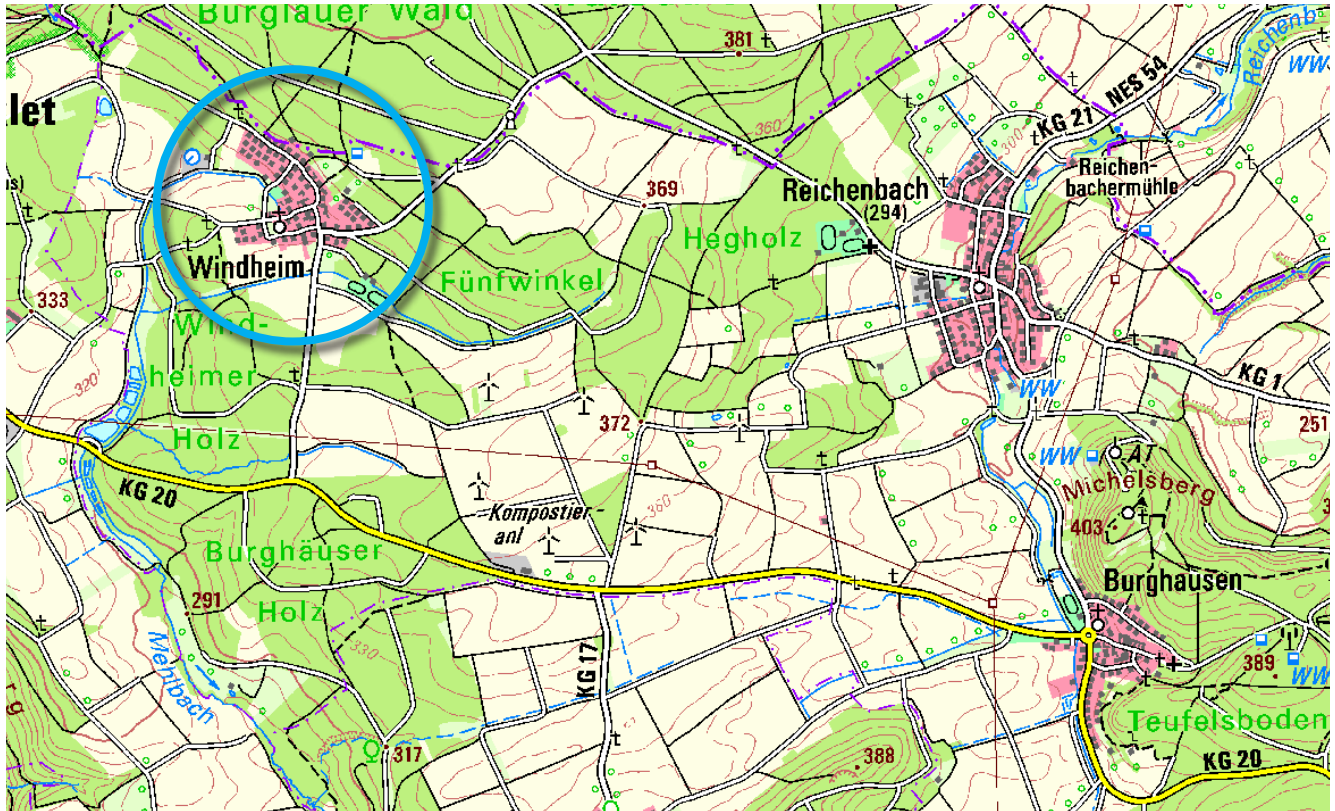 Burglauer Wald
381
Reichenb
WW
NES 54
KG 21
let
360
300
Reichen-
bachermühle
369
Reichenbach
(294)
Hegholz
Windheim
Fünfwinkel
333
Wind-
heimer
Holz
320
KG 1
WW
372
251
WW
AT
Michelsberg
403
KG 20
Kompostier-
anl
360
Burghäuser
Holz
Burghausen
291
330
Mehlbach
KG 17
389
WW
Teufelsboden
317
388
KG 20